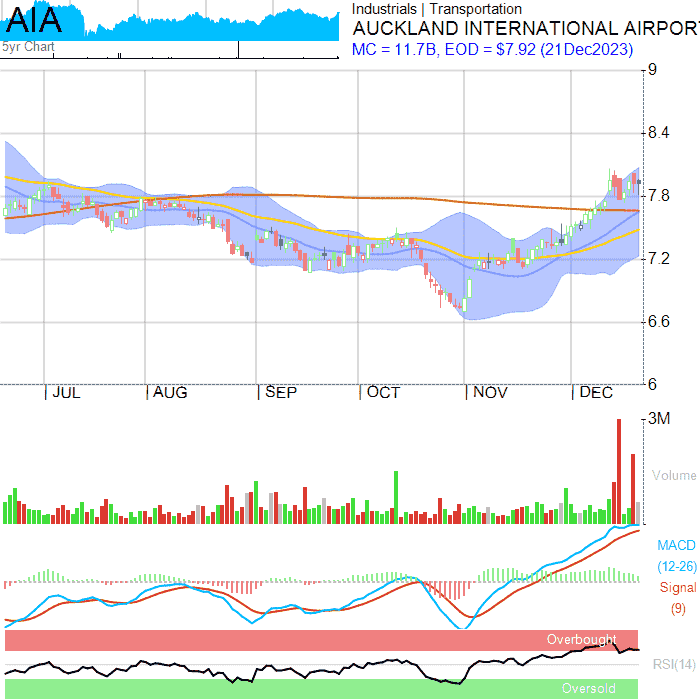 AIA
5yr Chart
Industrials | Transportation
AUCKLAND INTERNATIONAL AIRPORT
MC = 11.7B, EOD = $7.92 (21Dec2023)
9
8.4
7.8
7.2
6.6
6
JUL AUG SEP OCT NOV DEC
3M
Volume
MACD
(12-26)
Signal
(9)
Overbought
RSI(14)
Oversold